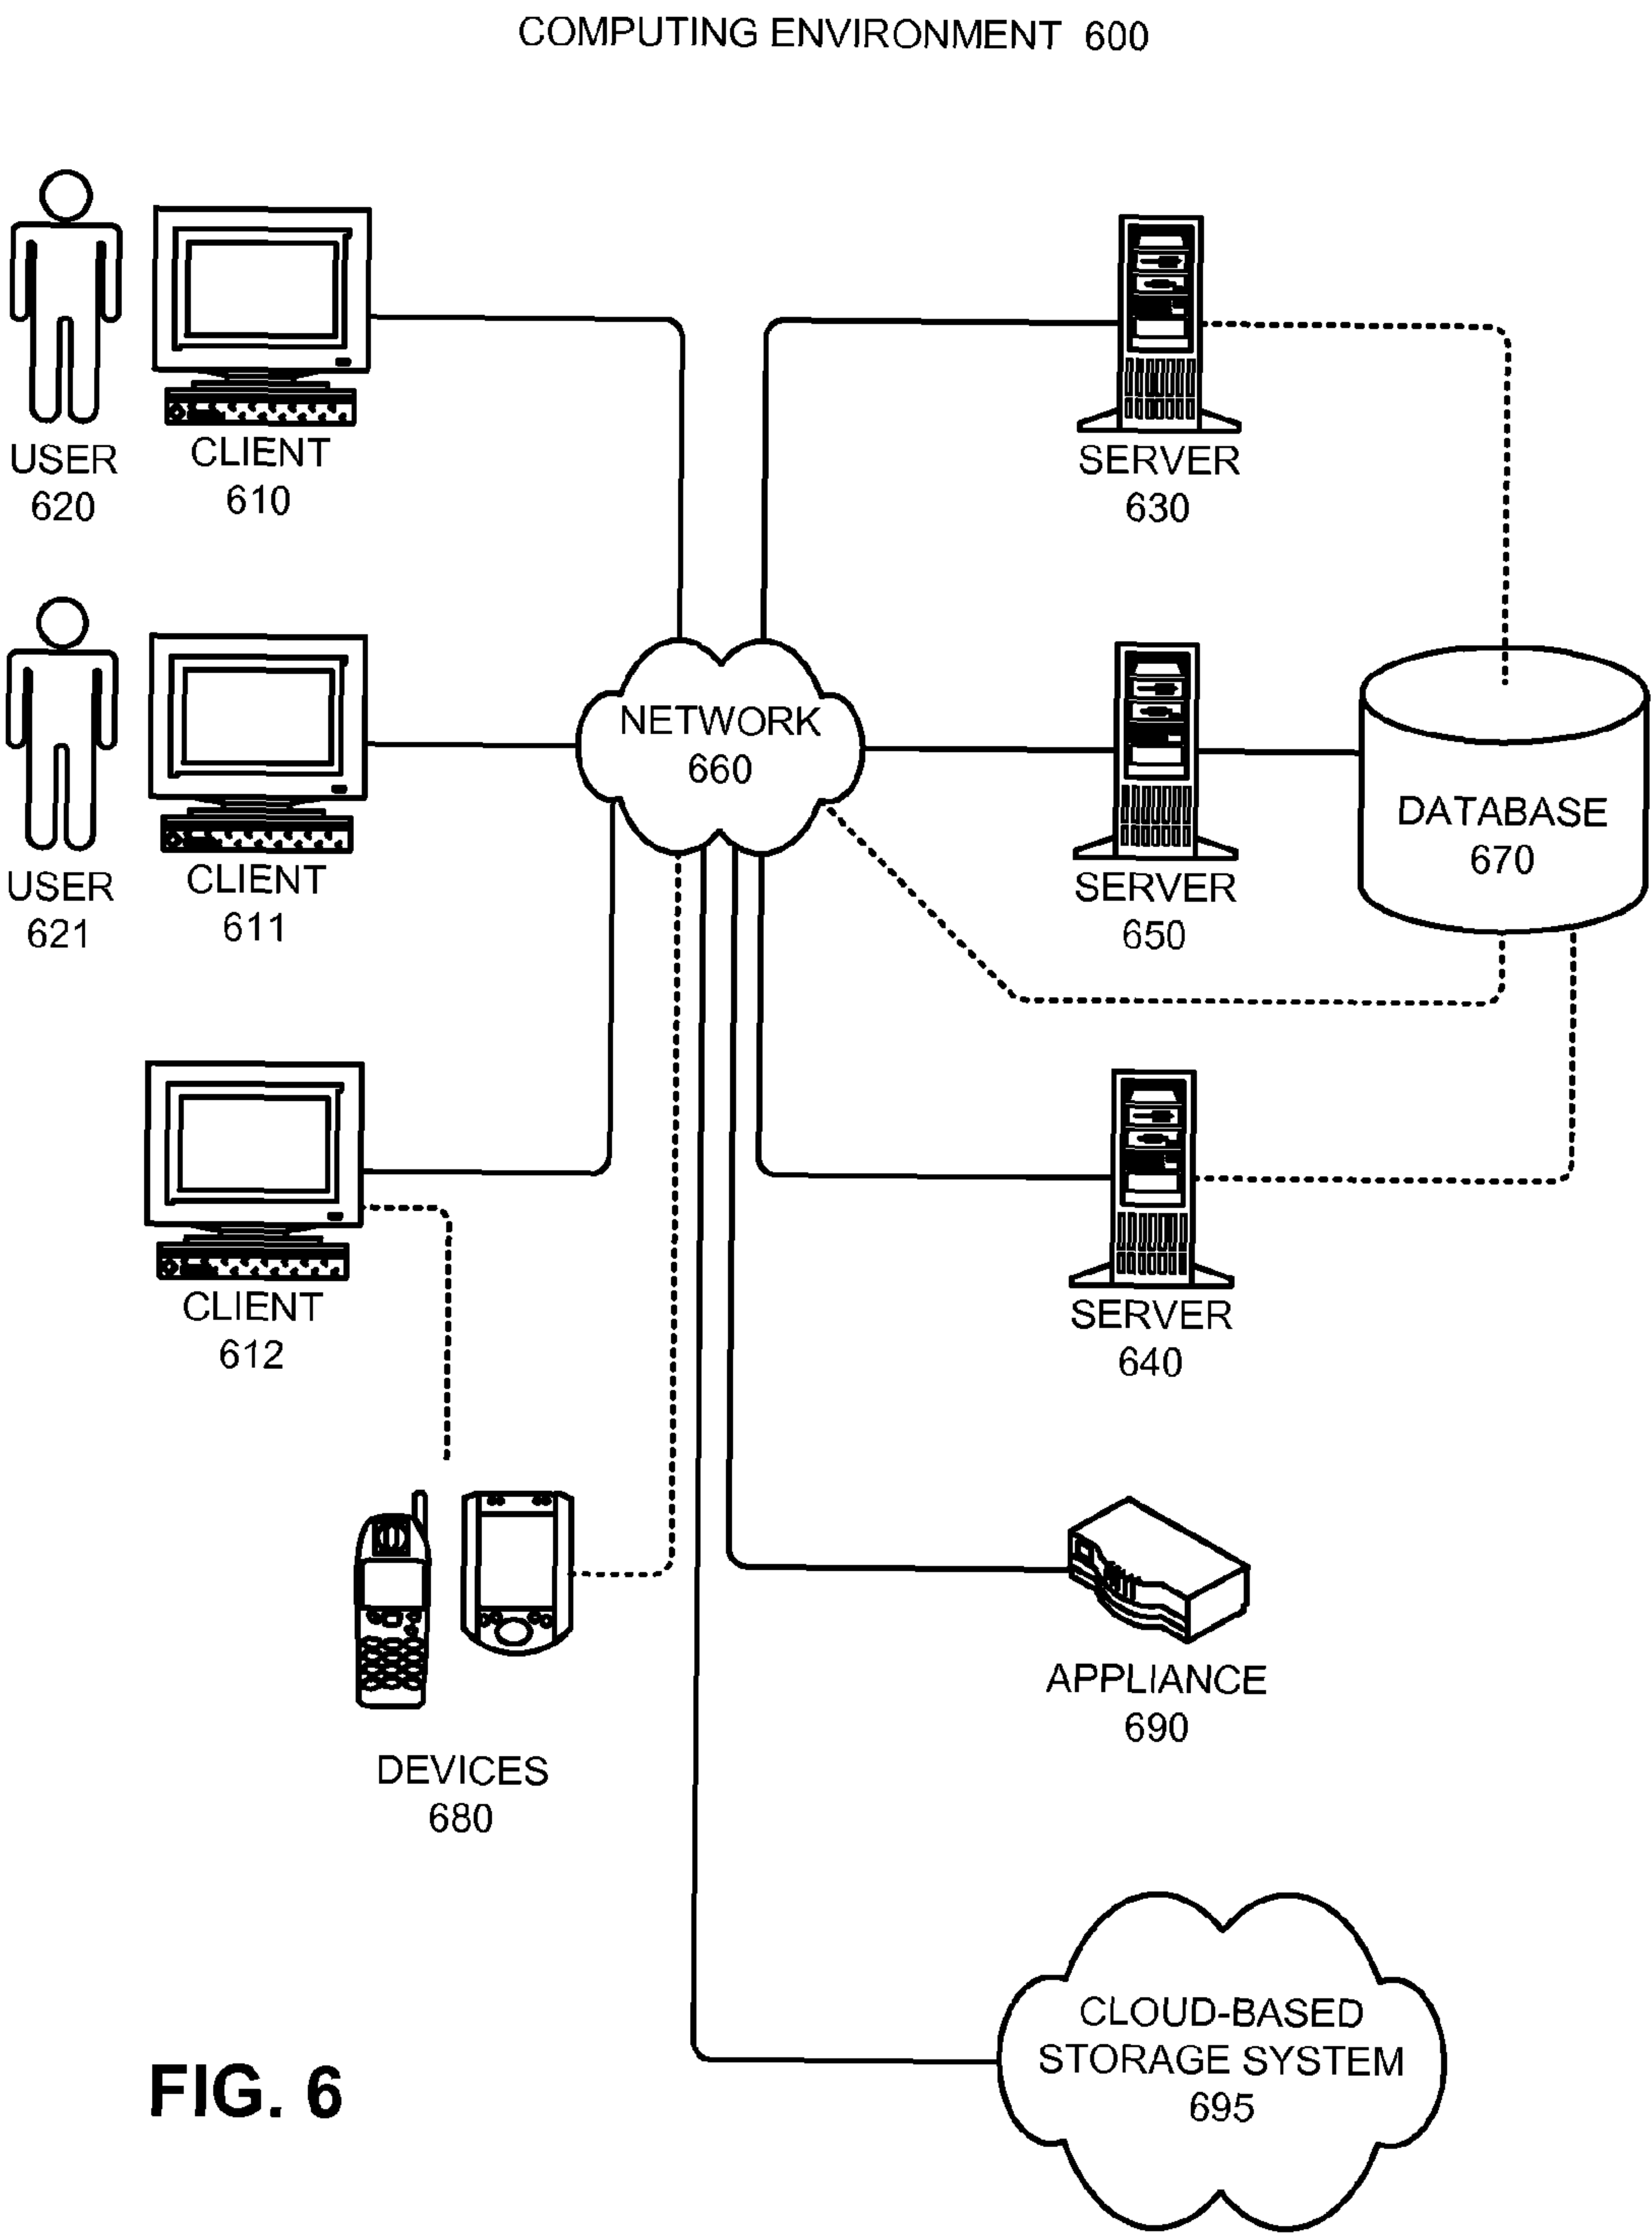 COMPUTING ENVIRONMENT 600
USER
620
CLIENT
610
SERVER
630
USER
621
CLIENT
611
NETWORK
660
SERVER
650
DATABASE
670
CLIENT
612
SERVER
640
DEVICES
680
APPLIANCE
690
CLOUD-BASED
STORAGE SYSTEM
695
FIG. 6